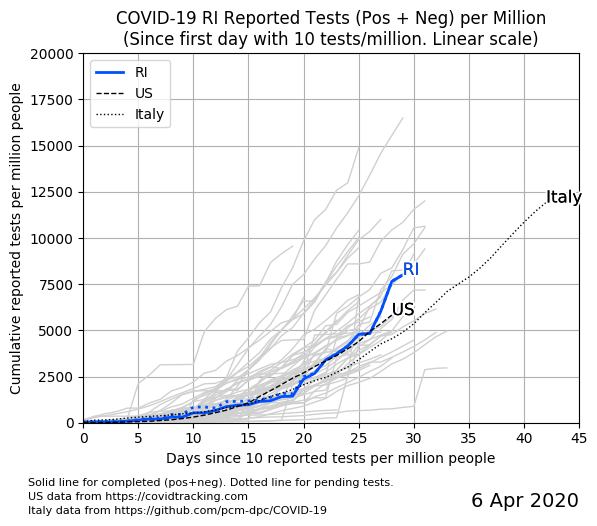 COVID-19 RI Reported Tests (Pos + Neg) per Million
(Since first day with 10 tests/million. Linear scale)
Cumulative reported tests per million people
20000
17500
15000
12500
10000
7500
5000
2500
0
RI
US
Italy
Italy
RI
US
0 5 10 15 20 25 30 35 40 45
Days since 10 reported tests per million people
Solid line for completed (pos+neg). Dotted line for pending tests.
US data from https://covidtracking.com
Italy data from https://github.com/pcm-dpc/COVID-19
6 Apr 2020